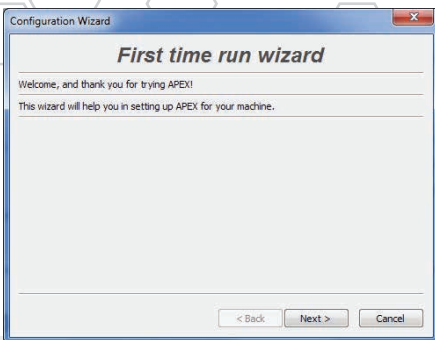 Configuration Wizard
First time run wizard
Welcome, and thank you for trying APEX!
This wizard will help you in setting up APEX for your machine.
< Back
Next >
Cancel